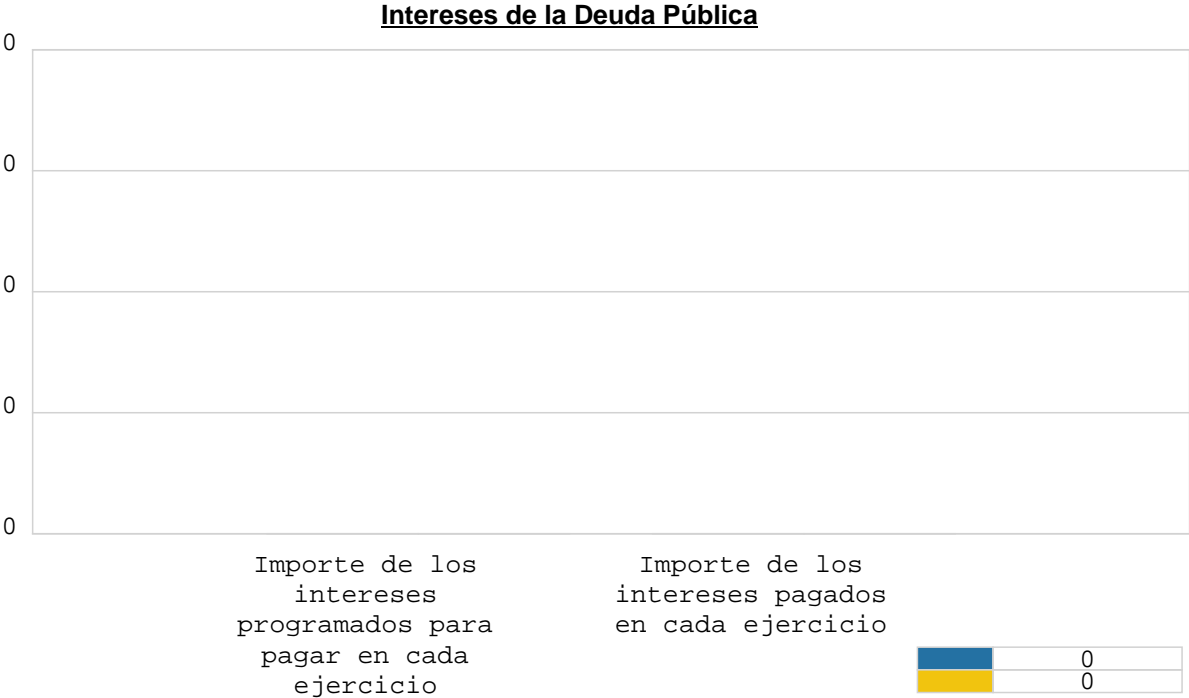 Intereses de la Deuda Pública
0
0
0
0
0
Importe de los
intereses
programados para
pagar en cada
ejercicio
Importe de los
intereses pagados
en cada ejercicio
0
0